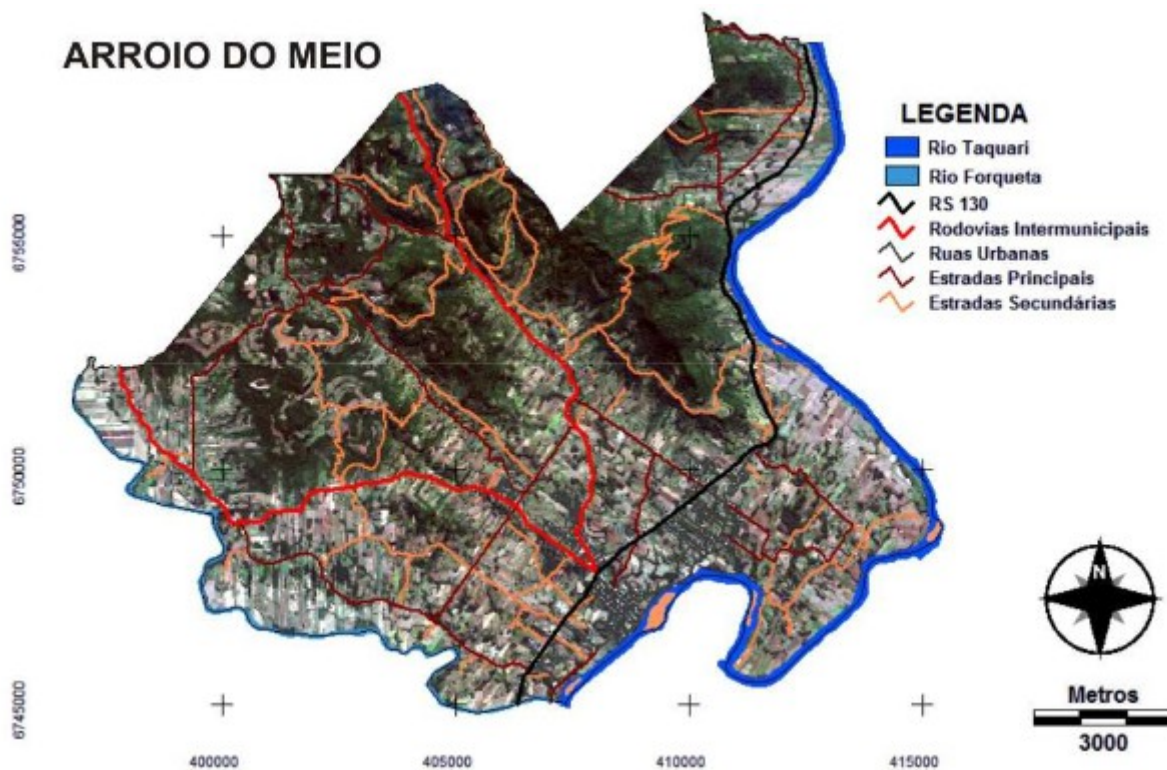 ARROIO DO MEIO
LEGENDA
Rio Taquari
Rio Forqueta
RS 130
Rodovias Intermunicipais
Ruas Urbanas
Estradas Principais
Estradas Secundárias
6755000
6750000
6745000
N
Metros
3000
400000
405000
410000
415000